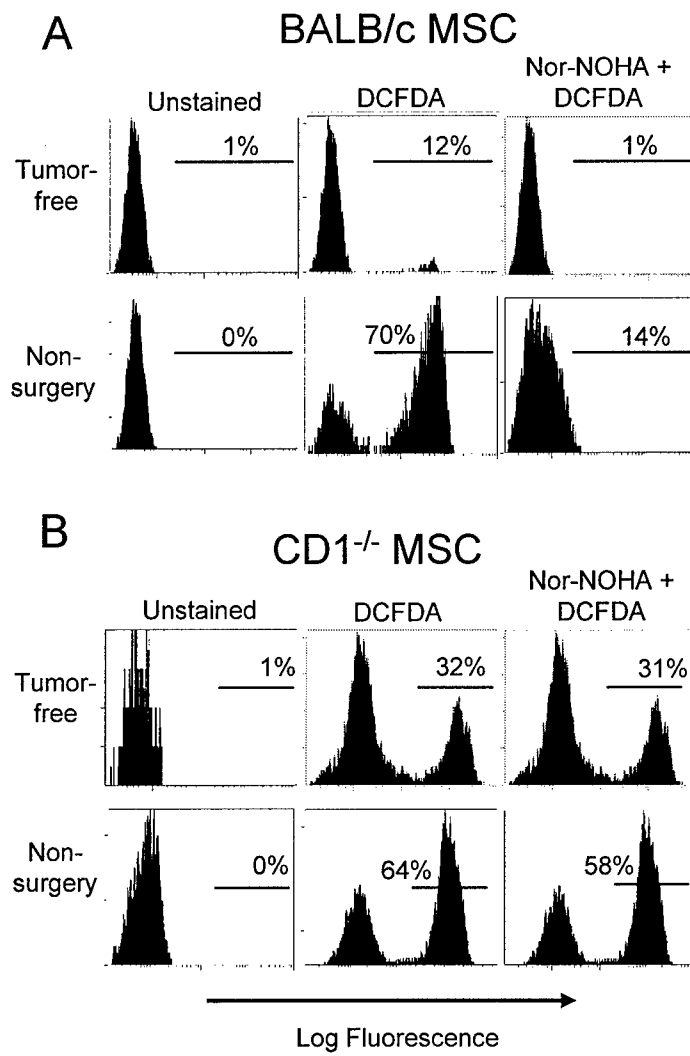 A
BALB/c MSC
Unstained
DCFDA
Nor-NOHA +
DCFDA
Tumor-
free
1%
12%
1%
Non-
surgery
0%
70%
14%
B
CD1-/- MSC
Unstained
DCFDA
Nor-NOHA +
DCFDA
Tumor-
free
1%
32%
31%
Non-
surgery
0%
64%
58%
Log Fluorescence